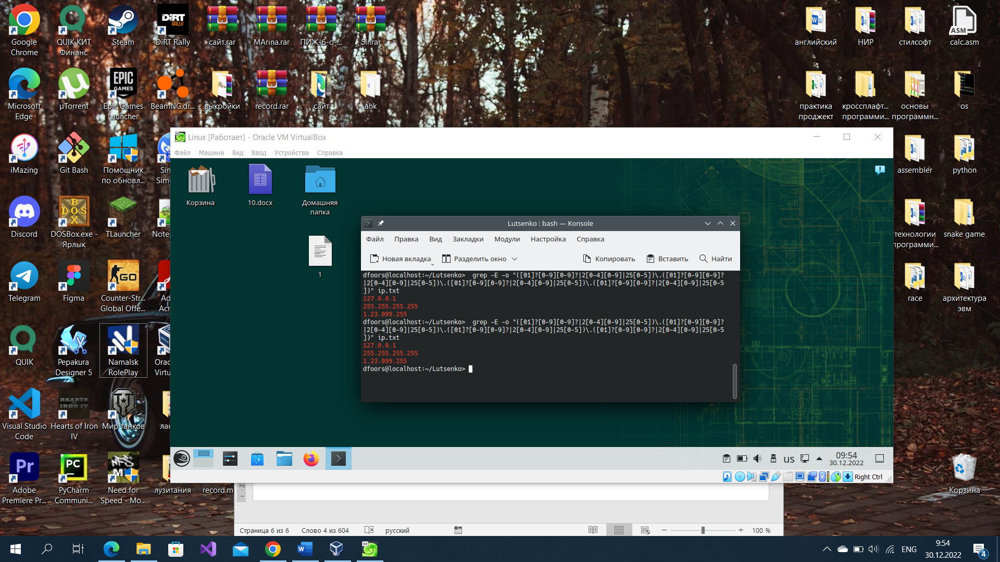 Google Chrome
QUIK КИТ Финанс
Steam
DiRT Rally
сайт.rar
MArina.rar
ПИЖ-б-о-...
5lr.rar
английский
НИР
стилсофт
calc.asm
Microsoft Edge
µTorrent
Epic Games Launcher
BeamNG.dr...
выкройки
record.rar
сайт
ahk
практика проджект
кроссплафт... программи...
основы программн...
os
iMazing
Git Bash
Помощник по обновл...
assembler
python
Discord
DOSBox.exe - Ярлык
TLauncher
технологии
snake game
Telegram
Figma
Counter-Str... Global Offe...
race
архитектура эвм
QUIK
Pepakura Designer 5
Namalsk RolePlay
Visual Studio Code
Hearts of Iron IV
Мир танков
Adobe Premiere Pr...
PyCharm Communi...
Need for Speed - Mo...
лузитания
record.m
Корзина
Linux [Работает] - Oracle VM VirtualBox
Файл Машина Вид Ввод Устройства Справка
Корзина
10.docx
Домашняя папка
1
Lutsenko : bash — Konsole
Файл Правка Вид Закладки Модули Настройка Справка
Новая вкладка Разделить окно Копировать Вставить Найти
dfoors@localhost:~/Lutsenko>  grep -E -o "([01]?[0-9][0-9]?|2[0-4][0-9]|25[0-5])\.([01]?[0-9][0-9]?
|2[0-4][0-9]|25[0-5])\.([01]?[0-9][0-9]?|2[0-4][0-9]|25[0-5])\.([01]?[0-9][0-9]?|2[0-4][0-9]|25[0-5
])" ip.txt
127.0.0.1
255.255.255.255
1.23.099.255
dfoors@localhost:~/Lutsenko>  grep -E -o "([01]?[0-9][0-9]?|2[0-4][0-9]|25[0-5])\.([01]?[0-9][0-9]?
|2[0-4][0-9]|25[0-5])\.([01]?[0-9][0-9]?|2[0-4][0-9]|25[0-5])\.([01]?[0-9][0-9]?|2[0-4][0-9]|25[0-5
])" ip.txt
127.0.0.1
255.255.255.255
1.23.099.255
dfoors@localhost:~/Lutsenko>
us
09:54
30.12.2022
Right Ctrl
Страница 6 из 6 Слово 4 из 604 русский 100 %
ENG
9:54
30.12.2022
4